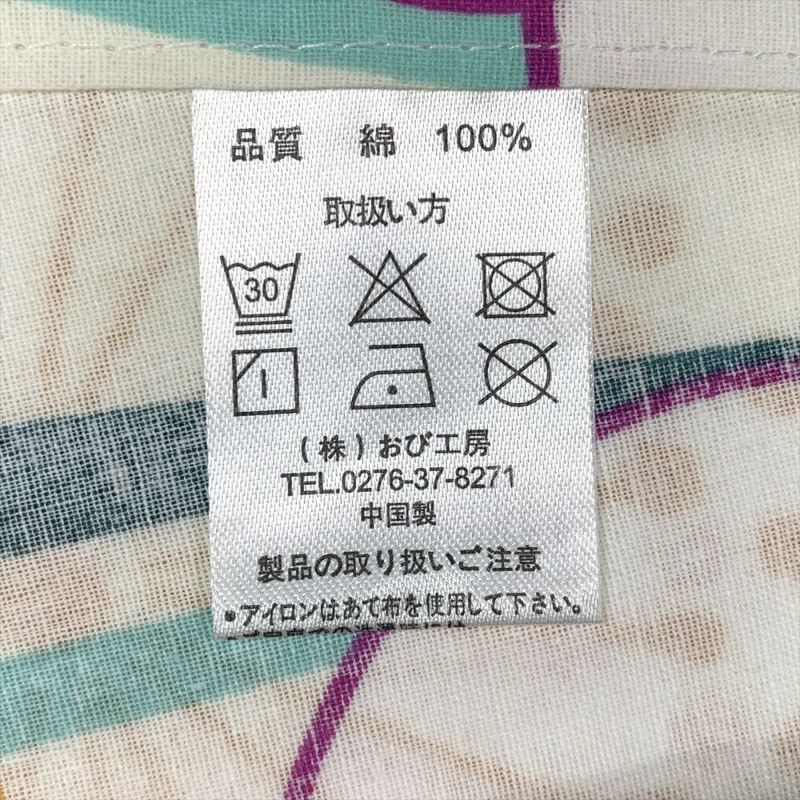 品質 綿 100%
取扱い方
30
(株)おび工房
TEL.0276-37-8271
中国製
製品の取り扱いご注意
●アイロンはあて布を使用して下さい。